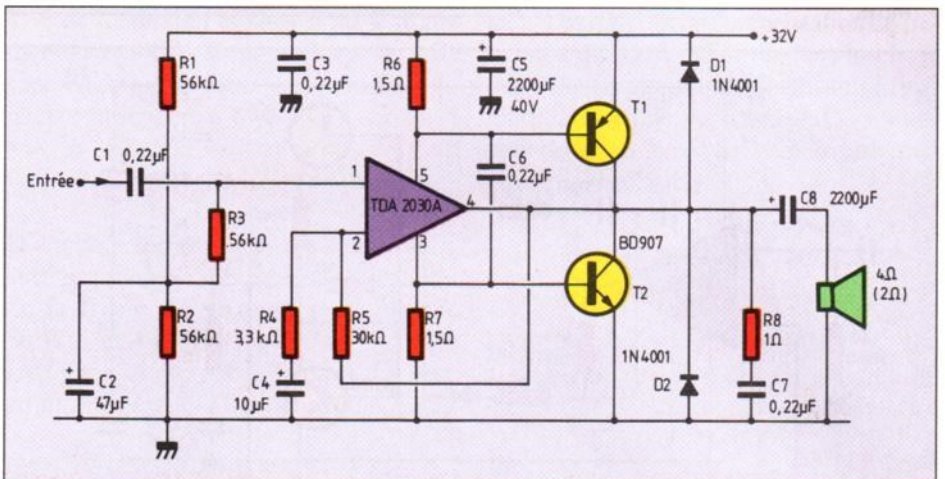 +32V
R1
56kΩ
C3
0,22µF
R6
1,5Ω
C5
2200µF
40V
D1
1N4001
T1
C1 0,22µF
Entrée
C6
0,22µF
1
5
TDA 2030A
4
2
3
C8 2200µF
R3
56kΩ
BD907
T2
4Ω
(2Ω)
R2
56kΩ
R4
3,3kΩ
R5
30kΩ
R7
1,5Ω
R8
1Ω
1N4001
D2
C2
47µF
C4
10µF
C7
0,22µF